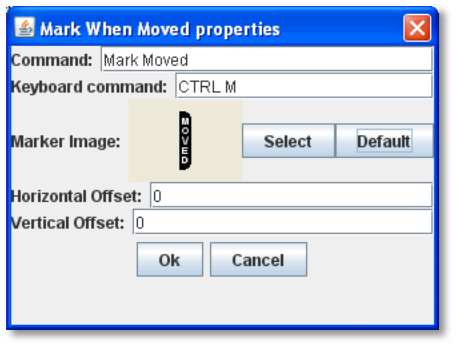 Mark When Moved properties
Command: Mark Moved
Keyboard command: CTRL M
Marker Image: MOVED Select Default
Horizontal Offset: 0
Vertical Offset: 0
Ok Cancel